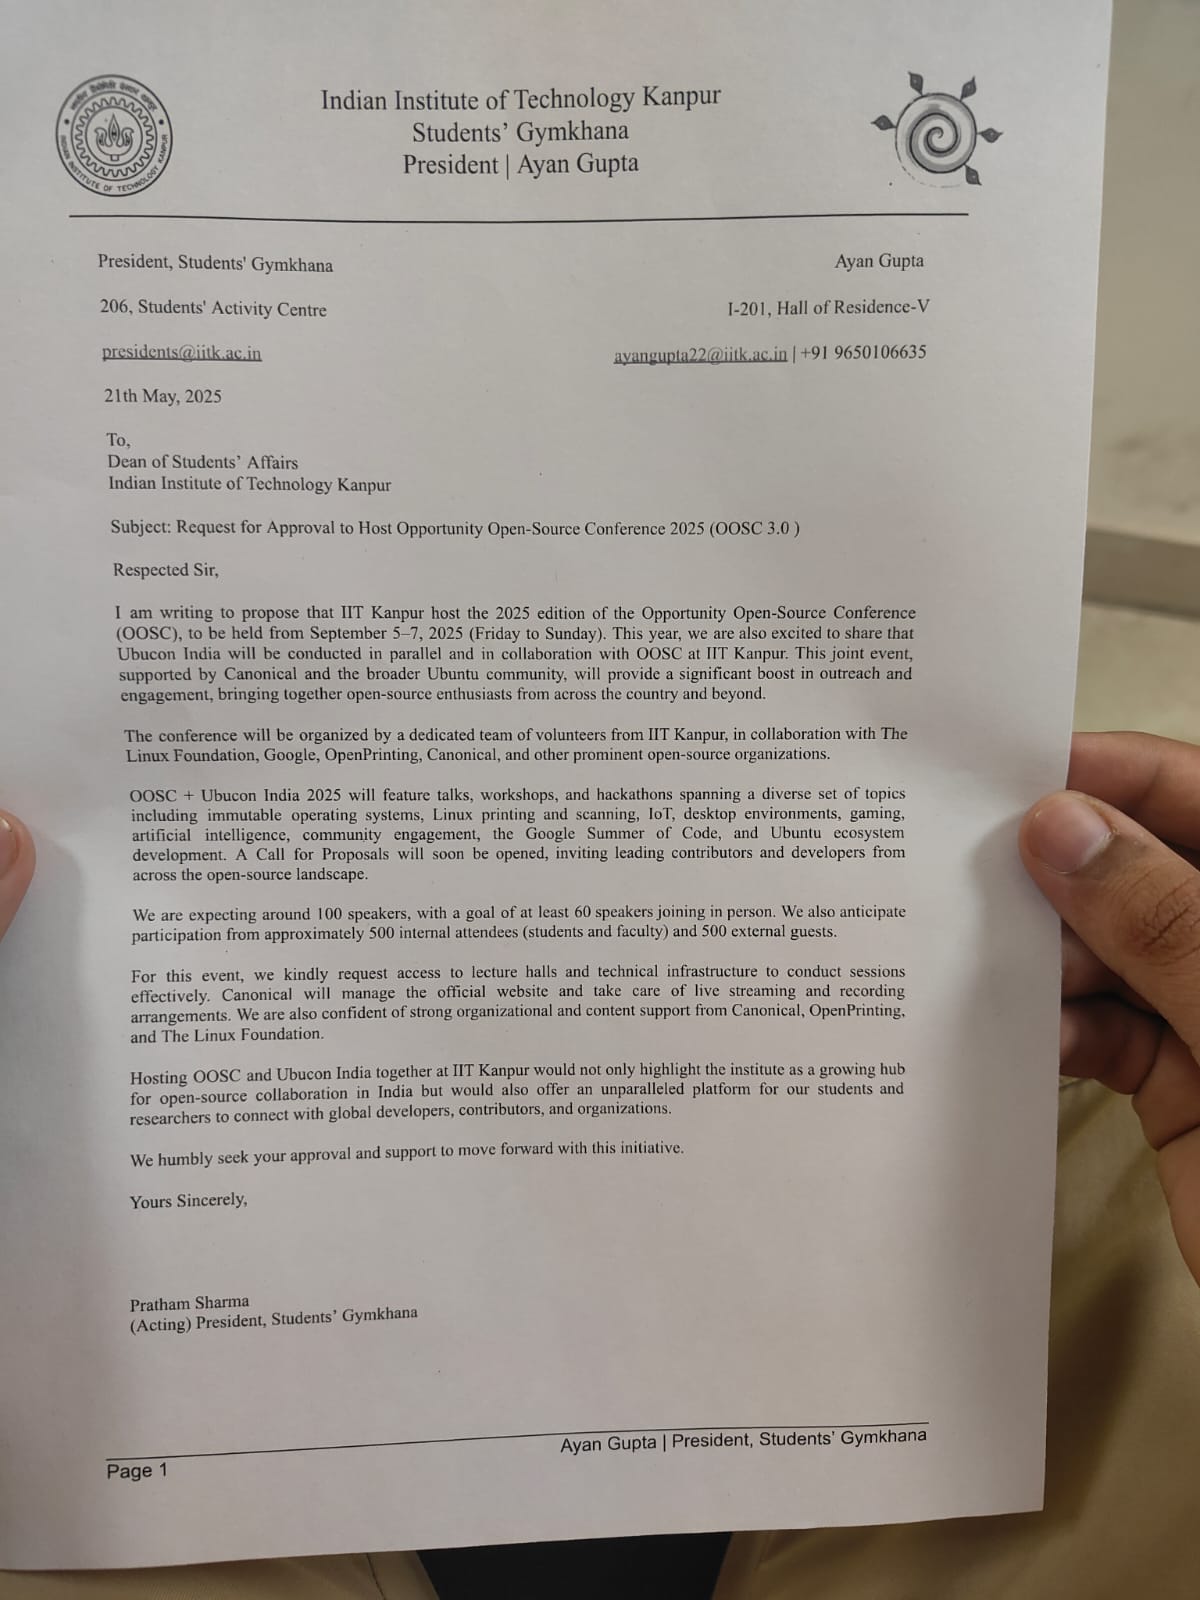 Indian Institute of Technology Kanpur
Students' Gymkhana
President | Ayan Gupta
INDIAN INSTITUTE OF TECHNOLOGY KANPUR
President, Students' Gymkhana
Ayan Gupta
206, Students' Activity Centre
I-201, Hall of Residence-V
presidents@iitk.ac.in
ayangupta22@iitk.ac.in | +91 9650106635
21th May, 2025
To,
Dean of Students' Affairs
Indian Institute of Technology Kanpur
Subject: Request for Approval to Host Opportunity Open-Source Conference 2025 (OOSC 3.0 )
Respected Sir,
I am writing to propose that IIT Kanpur host the 2025 edition of the Opportunity Open-Source Conference
(OOSC), to be held from September 5–7, 2025 (Friday to Sunday). This year, we are also excited to share that
Ubucon India will be conducted in parallel and in collaboration with OOSC at IIT Kanpur. This joint event,
supported by Canonical and the broader Ubuntu community, will provide a significant boost in outreach and
engagement, bringing together open-source enthusiasts from across the country and beyond.
The conference will be organized by a dedicated team of volunteers from IIT Kanpur, in collaboration with The
Linux Foundation, Google, OpenPrinting, Canonical, and other prominent open-source organizations.
OOSC + Ubucon India 2025 will feature talks, workshops, and hackathons spanning a diverse set of topics
including immutable operating systems, Linux printing and scanning, IoT, desktop environments, gaming,
artificial intelligence, community engagement, the Google Summer of Code, and Ubuntu ecosystem
development. A Call for Proposals will soon be opened, inviting leading contributors and developers from
across the open-source landscape.
We are expecting around 100 speakers, with a goal of at least 60 speakers joining in person. We also anticipate
participation from approximately 500 internal attendees (students and faculty) and 500 external guests.
For this event, we kindly request access to lecture halls and technical infrastructure to conduct sessions
effectively. Canonical will manage the official website and take care of live streaming and recording
arrangements. We are also confident of strong organizational and content support from Canonical, OpenPrinting,
and The Linux Foundation.
Hosting OOSC and Ubucon India together at IIT Kanpur would not only highlight the institute as a growing hub
for open-source collaboration in India but would also offer an unparalleled platform for our students and
researchers to connect with global developers, contributors, and organizations.
We humbly seek your approval and support to move forward with this initiative.
Yours Sincerely,
Pratham Sharma
(Acting) President, Students' Gymkhana
Ayan Gupta | President, Students' Gymkhana
Page 1